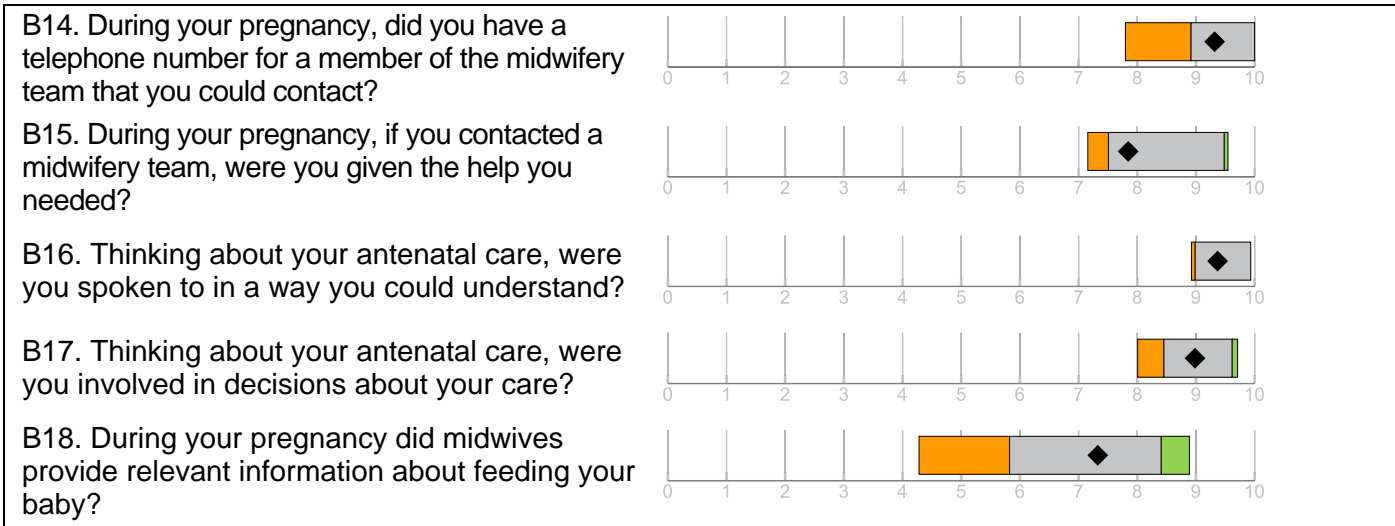 B14. During your pregnancy, did you have a
telephone number for a member of the midwifery
team that you could contact?
0 1 2 3 4 5 6 7 8 9 10
B15. During your pregnancy, if you contacted a
midwifery team, were you given the help you
needed?
0 1 2 3 4 5 6 7 8 9 10
B16. Thinking about your antenatal care, were
you spoken to in a way you could understand?
0 1 2 3 4 5 6 7 8 9 10
B17. Thinking about your antenatal care, were
you involved in decisions about your care?
0 1 2 3 4 5 6 7 8 9 10
B18. During your pregnancy did midwives
provide relevant information about feeding your
baby?
0 1 2 3 4 5 6 7 8 9 10